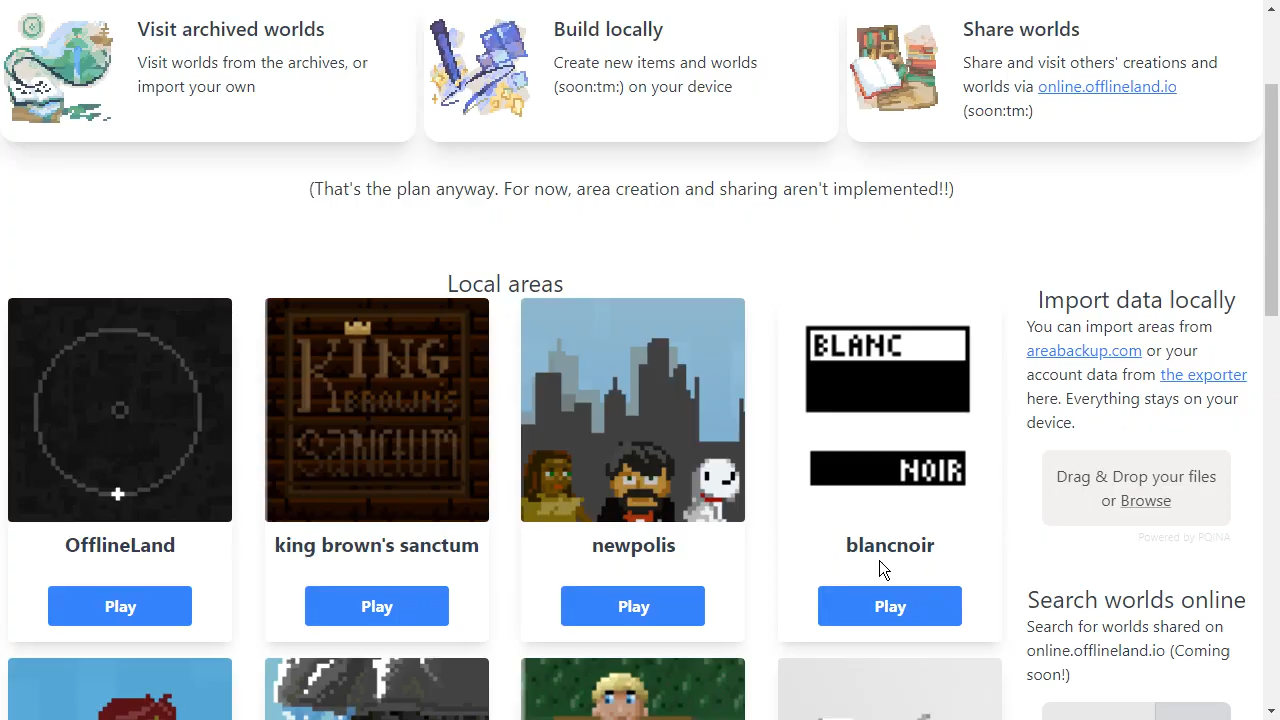 Visit archived worlds
Visit worlds from the archives, or
import your own
Build locally
Create new items and worlds
(soon:tm:) on your device
Share worlds
Share and visit others' creations and
worlds via online.offlineland.io
(soon:tm:)
(That's the plan anyway. For now, area creation and sharing aren't implemented!!)
Local areas
KING
BROWNS
SANCTUM
BLANC
NOIR
OfflineLand
king brown's sanctum
newpolis
blancnoir
Play
Play
Play
Play
Import data locally
You can import areas from
areabackup.com or your
account data from the exporter
here. Everything stays on your
device.
Drag & Drop your files
or Browse
Powered by PQINA
Search worlds online
Search for worlds shared on
online.offlineland.io (Coming
soon!)